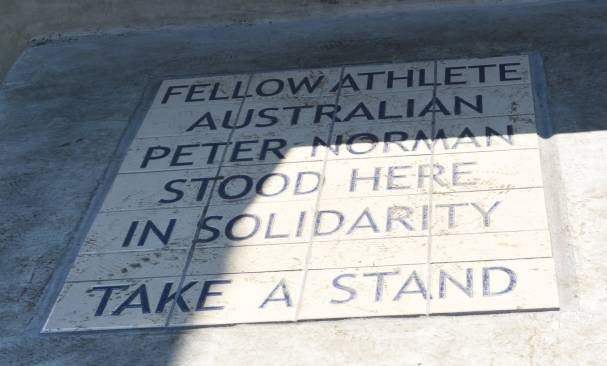 FELLOW ATHLETE
AUSTRALIAN
PETER NORMAN
STOOD HERE
IN SOLIDARITY
TAKE A STAND